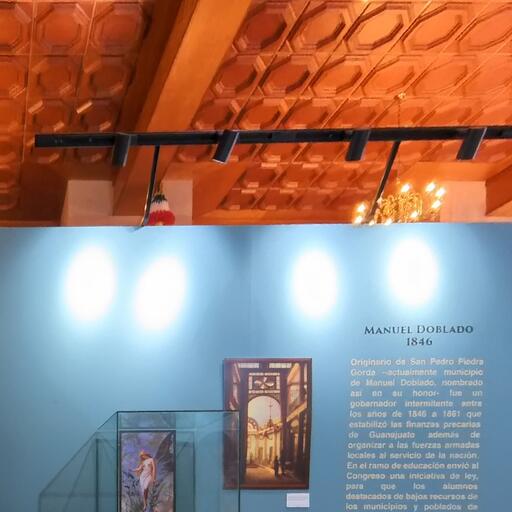 MANUEL DOBLADO
1846
Originario de San Pedro Piedra
Gorda –actualmente municipio
de Manuel Doblado, nombrado
así en su honor- fue un
gobernador intermitente entre
los años de 1846 a 1861 que
estabilizó las finanzas precarias
de Guanajuato además de
organizar a las fuerzas armadas
locales al servicio de la nación.
En el ramo de educación envió al
Congreso una iniciativa de ley,
para que los alumnos
destacados de bajos recursos de
los municipios y poblados de